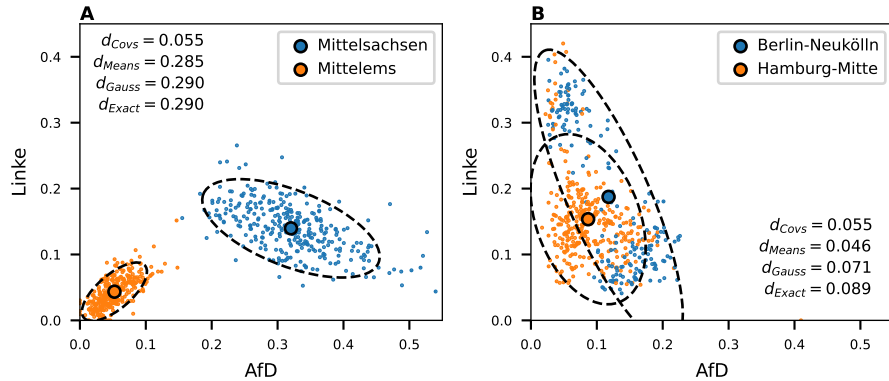 A
d_Covs = 0.055
d_Means = 0.285
d_Gauss = 0.290
d_Exact = 0.290
Mittelsachsen
Mittelems
Linke
0.4
0.3
0.2
0.1
0.0
0.0 0.1 0.2 0.3 0.4 0.5
AfD
B
Berlin-Neukölln
Hamburg-Mitte
d_Covs = 0.055
d_Means = 0.046
d_Gauss = 0.071
d_Exact = 0.089
Linke
0.4
0.3
0.2
0.1
0.0
0.0 0.1 0.2 0.3 0.4 0.5
AfD